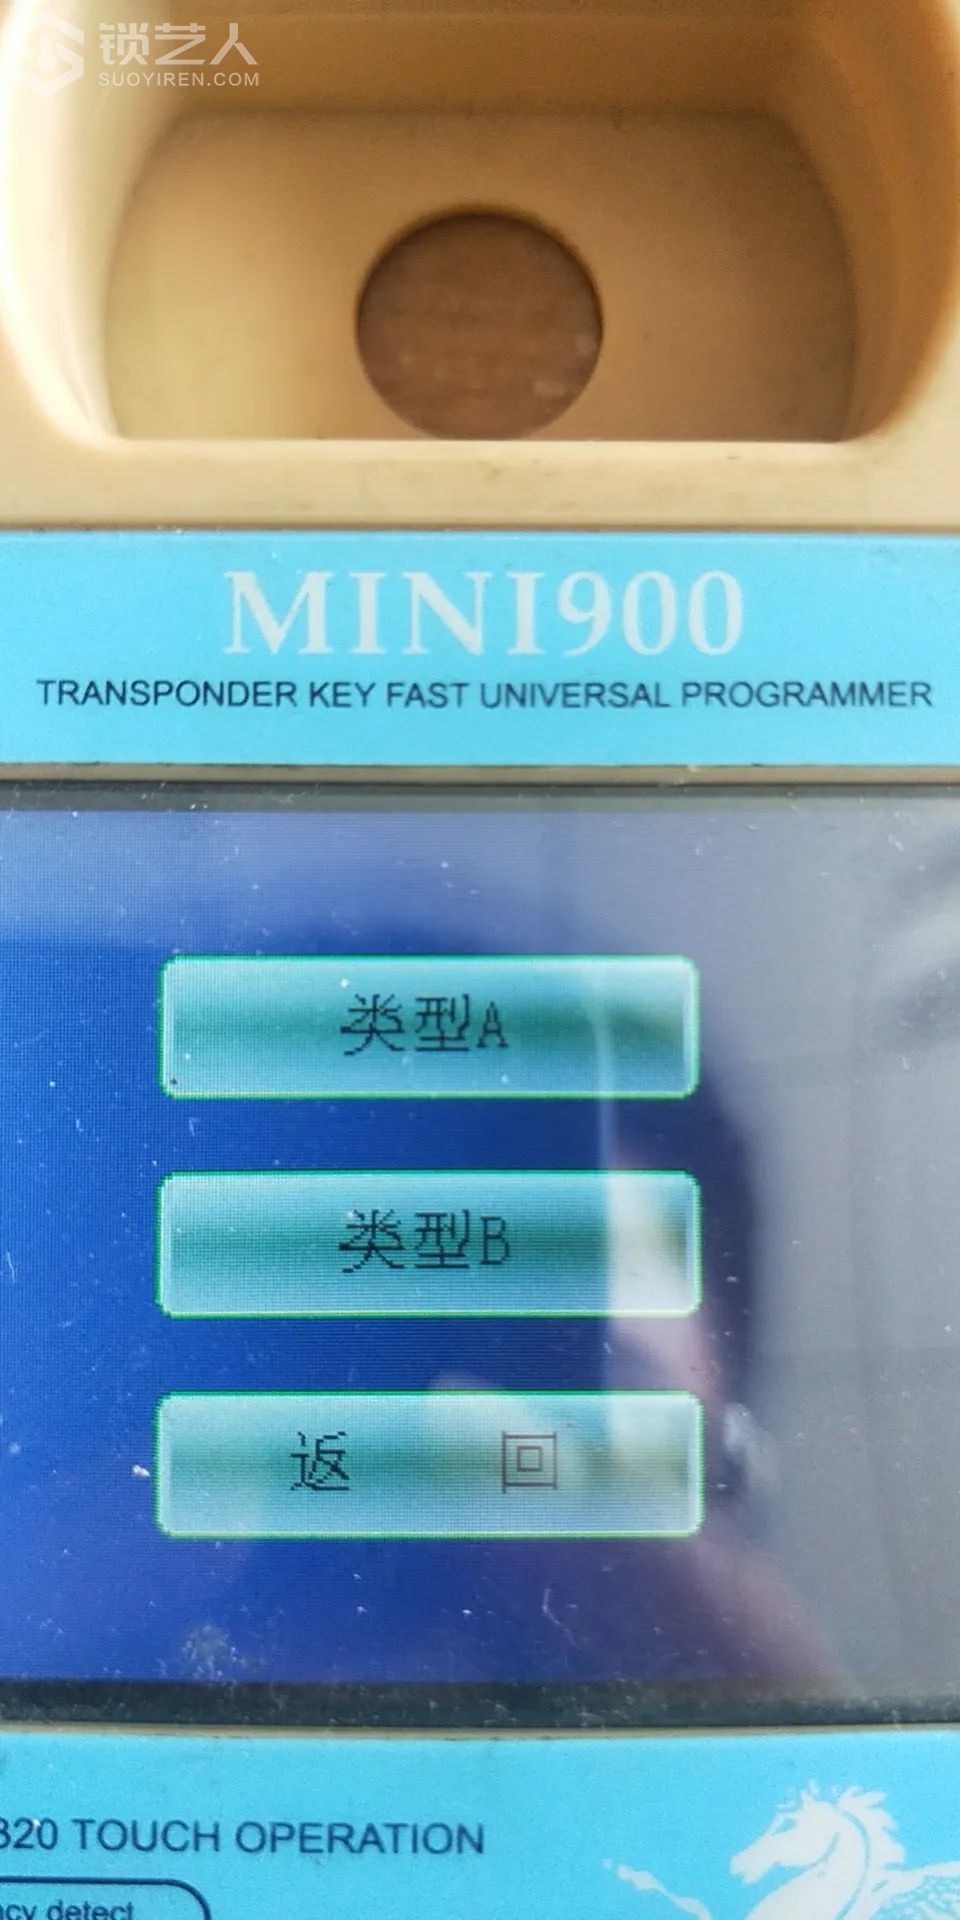 锁艺人
SUOYIREN.COM
MINI900
TRANSPONDER KEY FAST UNIVERSAL PROGRAMMER
类型A
类型B
返 回
320 TOUCH OPERATION
detect